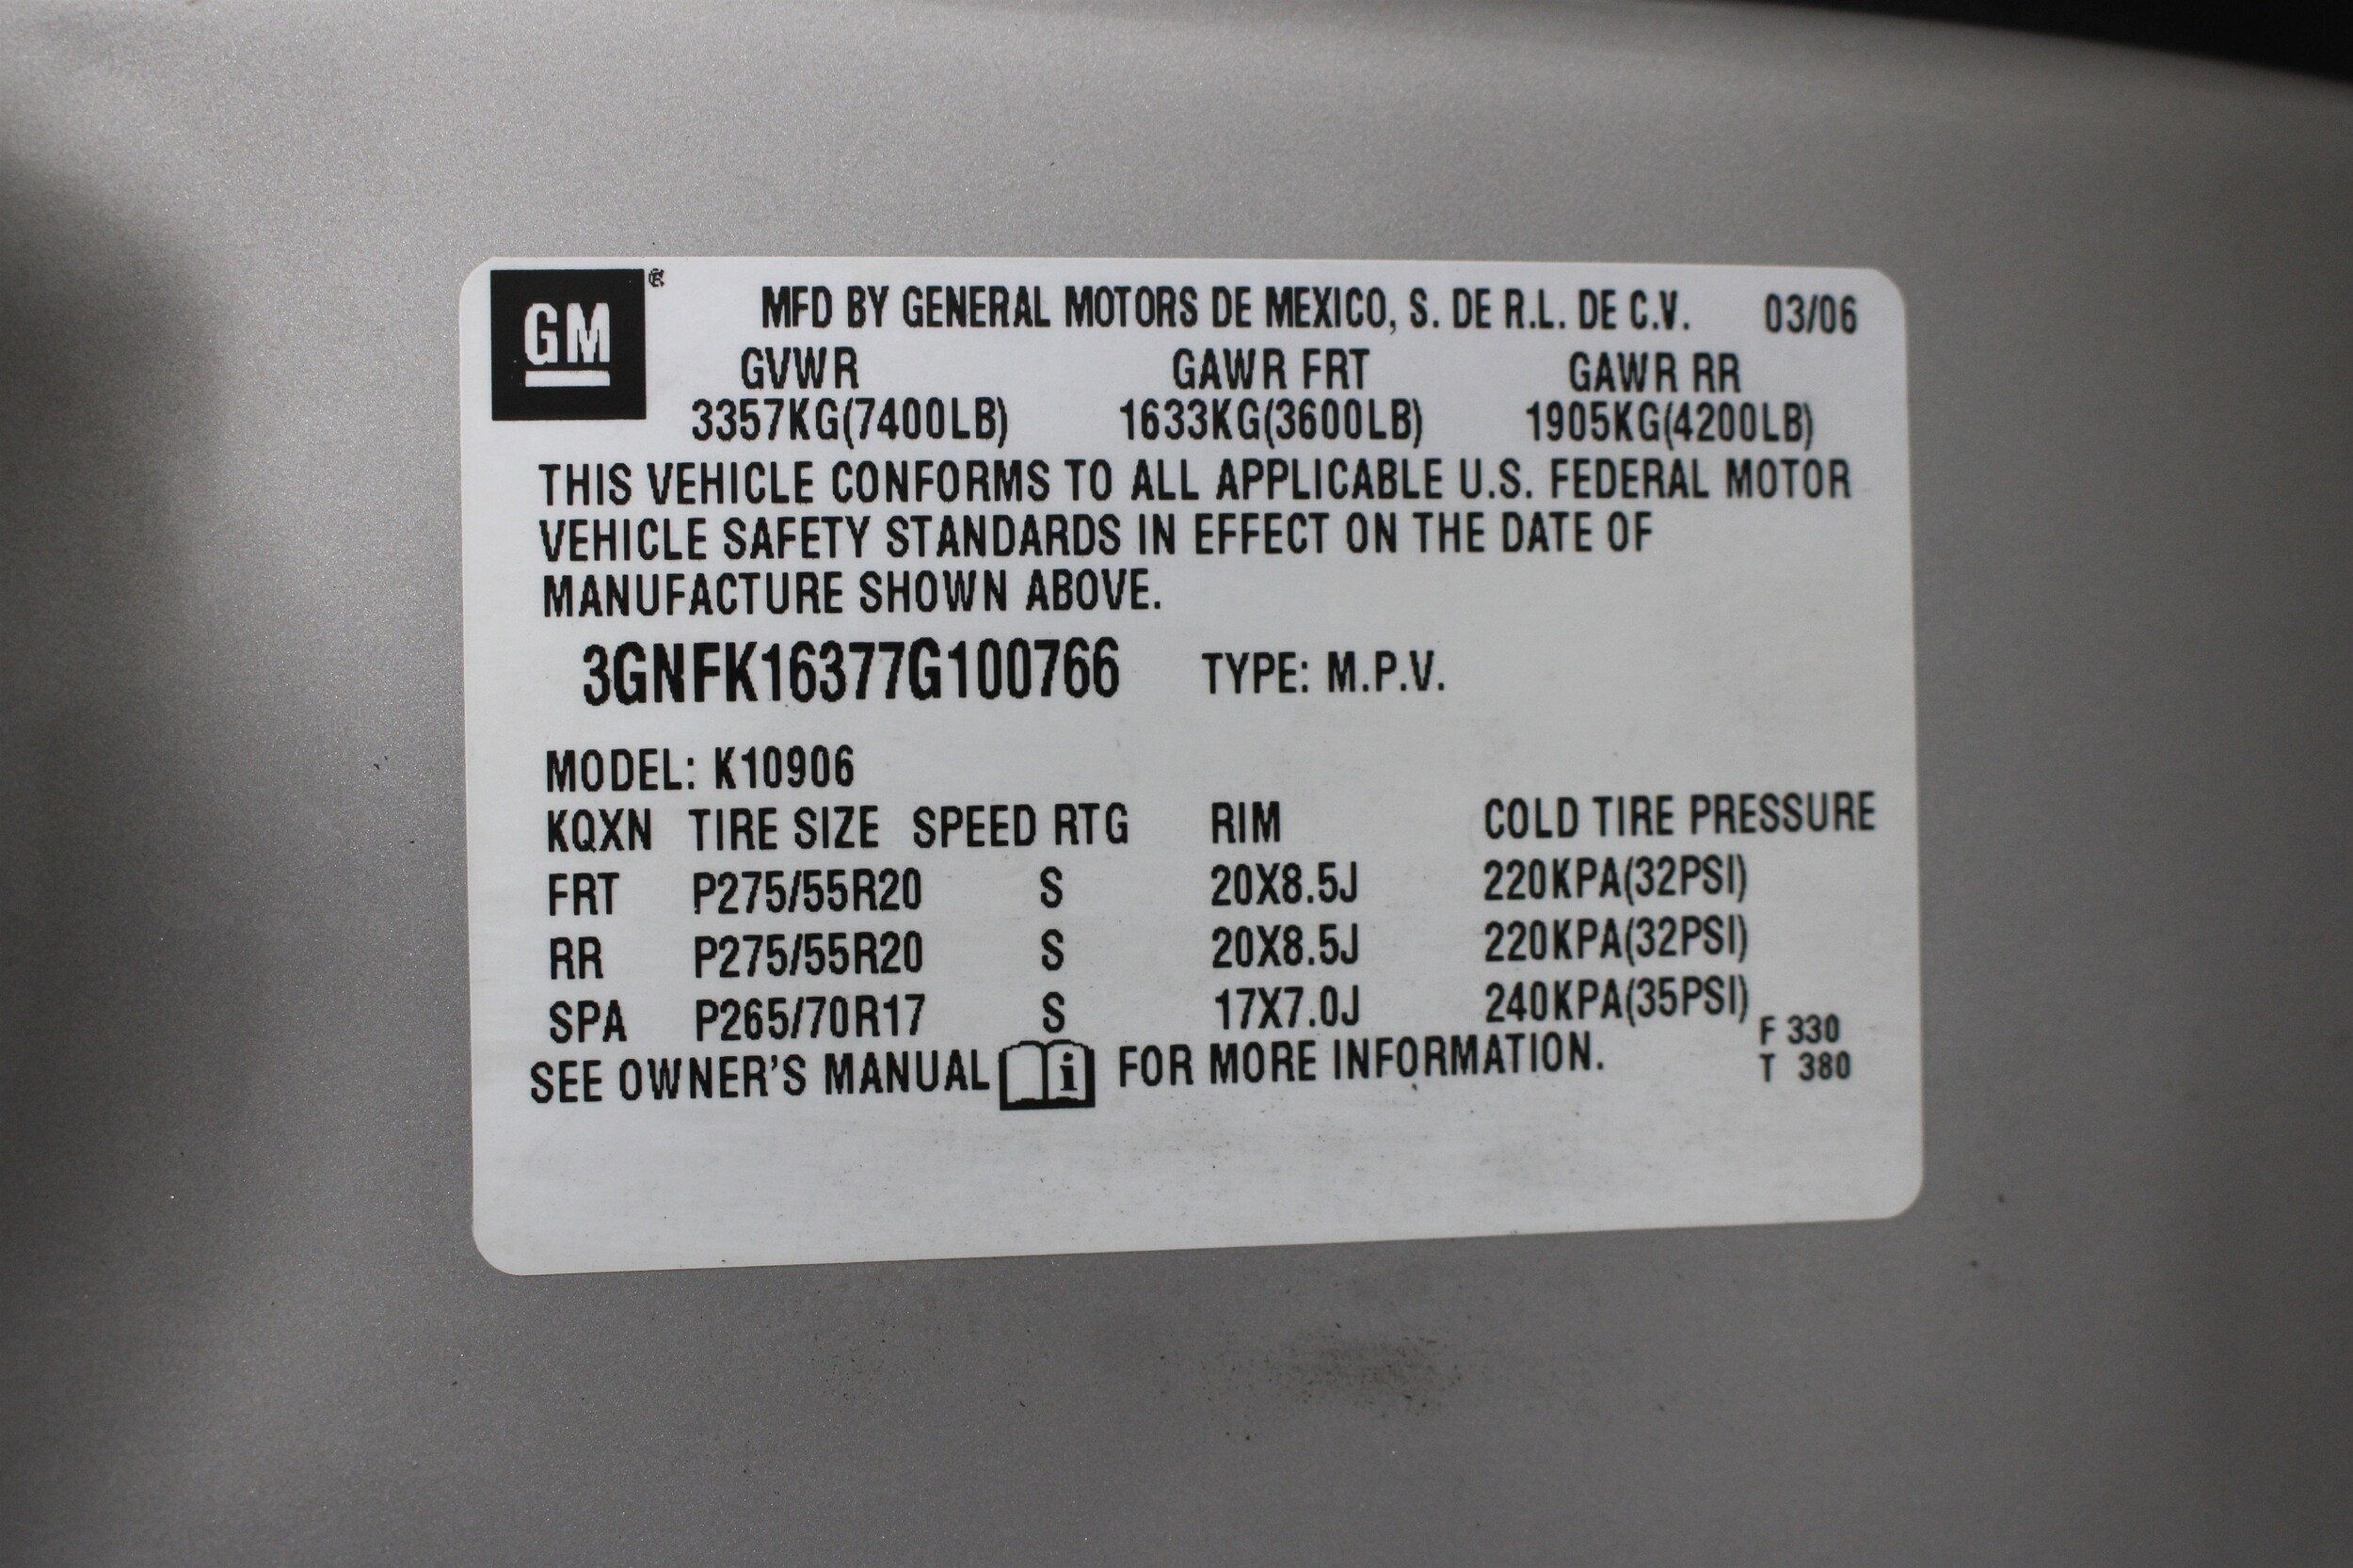 GM ®
MFD BY GENERAL MOTORS DE MEXICO, S. DE R.L. DE C.V. 03/06
GVWR GAWR FRT GAWR RR
3357KG(7400LB) 1633KG(3600LB) 1905KG(4200LB)
THIS VEHICLE CONFORMS TO ALL APPLICABLE U.S. FEDERAL MOTOR
VEHICLE SAFETY STANDARDS IN EFFECT ON THE DATE OF
MANUFACTURE SHOWN ABOVE.
3GNFK16377G100766 TYPE: M.P.V.
MODEL: K10906
KQXN TIRE SIZE SPEED RTG RIM COLD TIRE PRESSURE
FRT P275/55R20 S 20X8.5J 220KPA(32PSI)
RR P275/55R20 S 20X8.5J 220KPA(32PSI)
SPA P265/70R17 S 17X7.0J 240KPA(35PSI)
F 330
SEE OWNER'S MANUAL i FOR MORE INFORMATION.
T 380